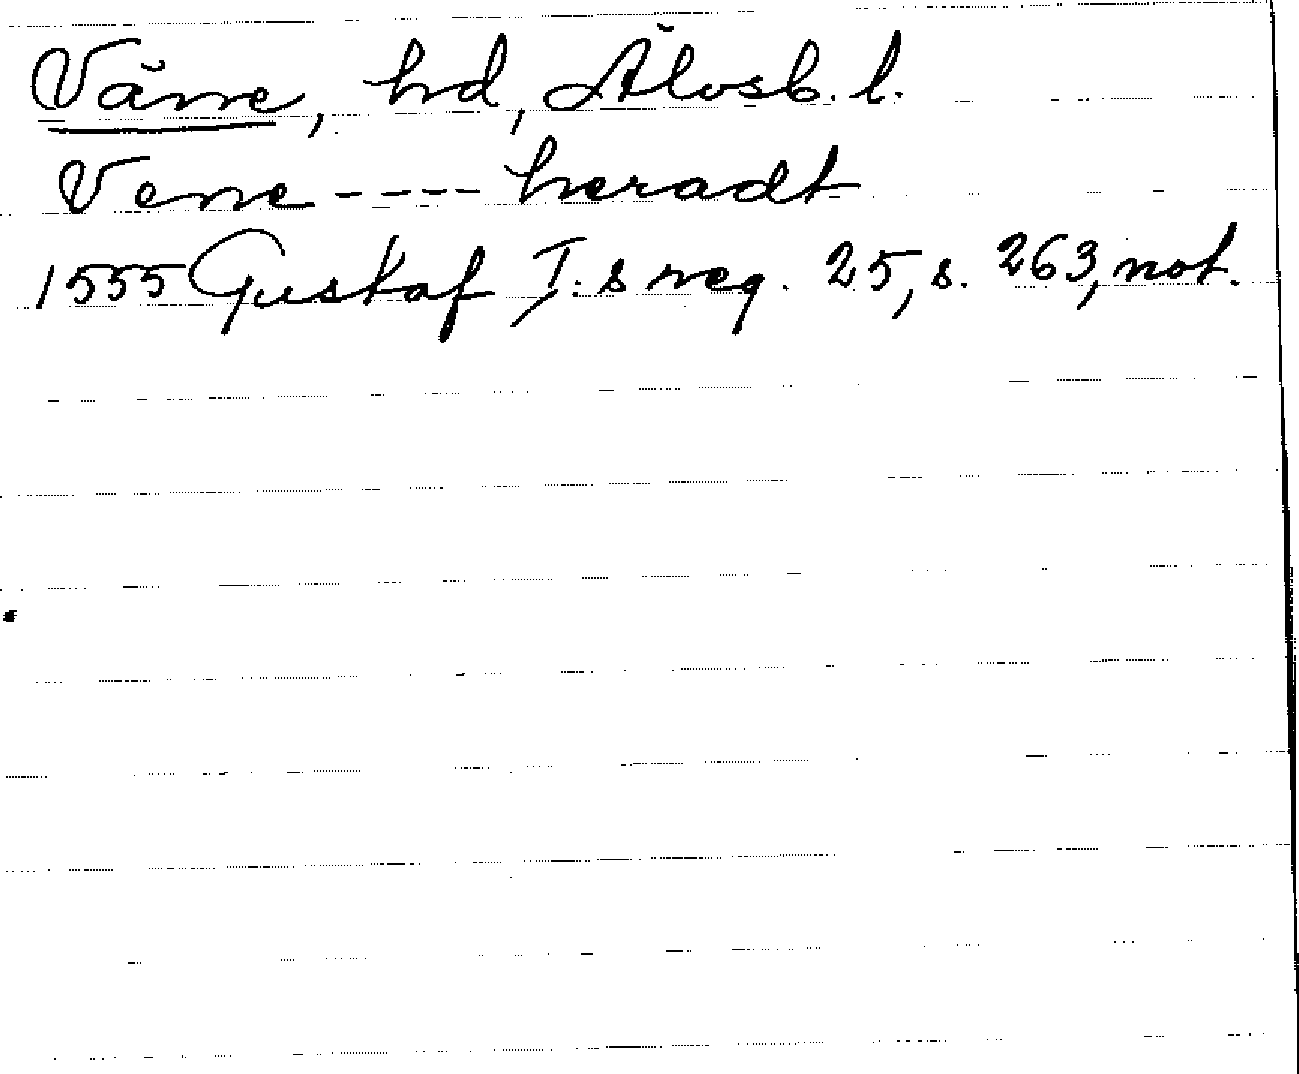 Väne, hd, Älvsb. l.
Vene ---- heradt
1555 Gustaf I:s reg. 25, s. 263, not.